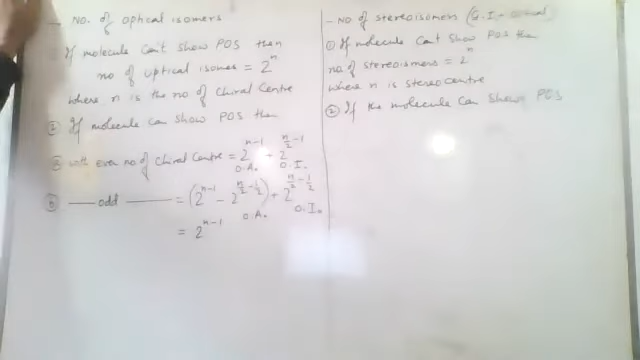 - No. of optical isomers
① If molecule can't show POS then
no of optical isomers = 2^n
where n is the no of Chiral Centre
② If molecule can show POS then
ⓐ with even no of Chiral Centre = 2^(n-1) + 2^(n/2-1)
O.A. O.I.
ⓑ —— odd —— = (2^(n-1) - 2^(n/2-1/2)) + 2^(n/2-1/2)
O.A. O.I.
= 2^(n-1)
- No of stereoisomers (G.I. + optical)
① If molecule can't show POS then
no. of stereoisomers = 2^n
where n is stereocentre
② If the molecule can show POS